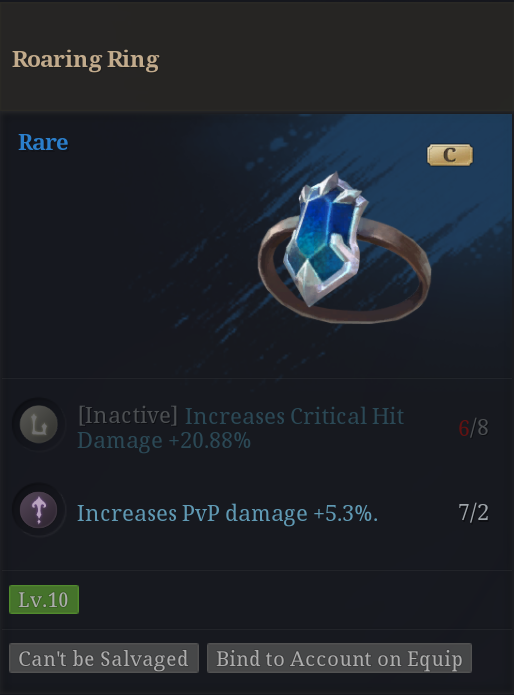 Roaring Ring
Rare
C
[Inactive] Increases Critical Hit
Damage +20.88%
6/8
Increases PvP damage +5.3%.
7/2
Lv.10
Can't be Salvaged
Bind to Account on Equip